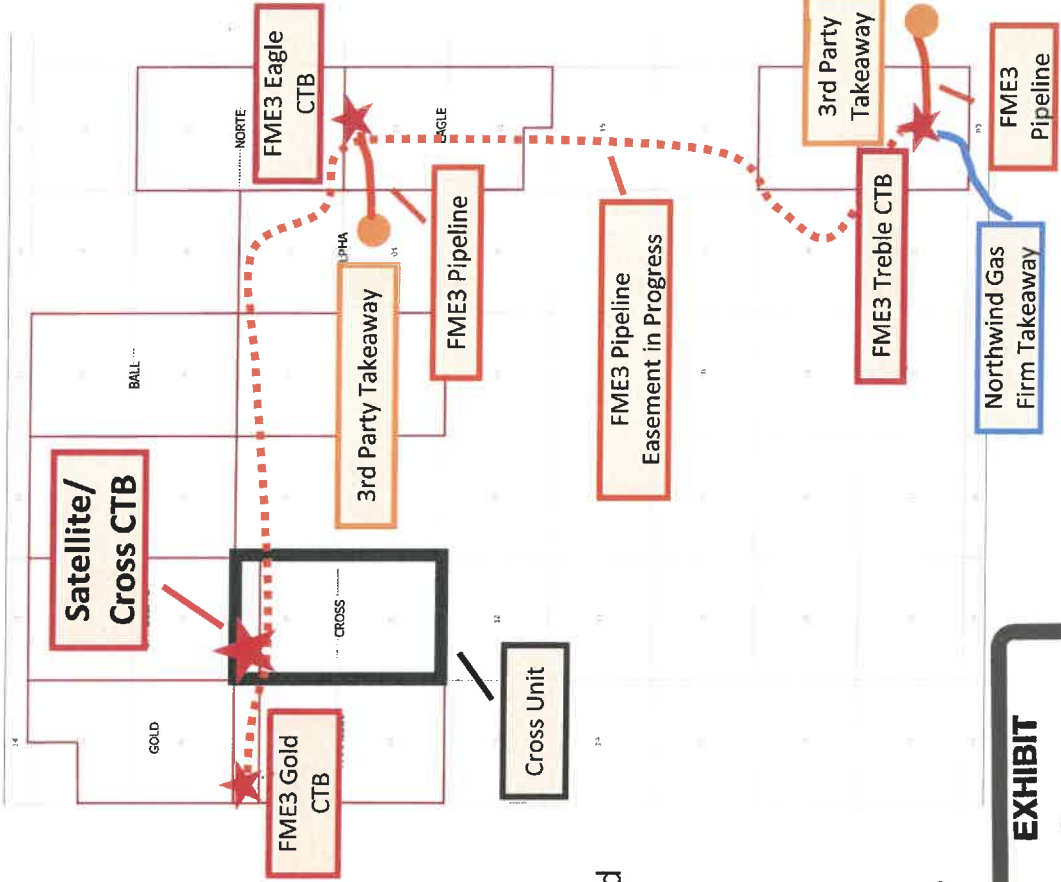 NORTE
FME3 Eagle
CTB
EAGLE
BALL
Satellite/
Cross CTB
GOLD
3rd Party Takeaway
FME3 Pipeline
CROSS
FME3 Gold
CTB
Cross Unit
FME3 Pipeline
Easement in Progress
3rd Party
Takeaway
FME3 Treble CTB
FME3
Pipeline
Northwind Gas
Firm Takeaway
EXHIBIT